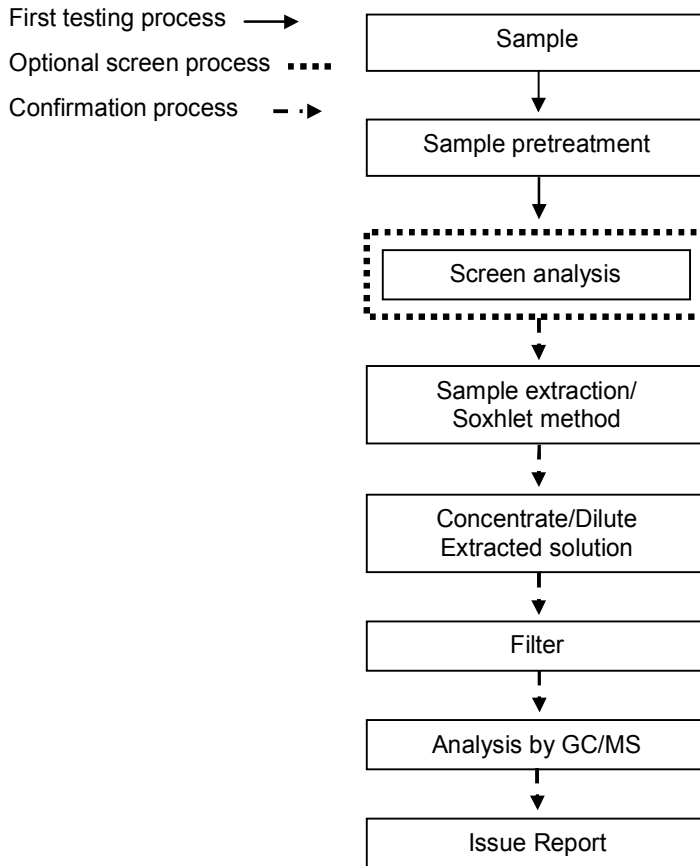 First testing process
Optional screen process
Confirmation process
Sample
Sample pretreatment
Screen analysis
Sample extraction/
Soxhlet method
Concentrate/Dilute
Extracted solution
Filter
Analysis by GC/MS
Issue Report